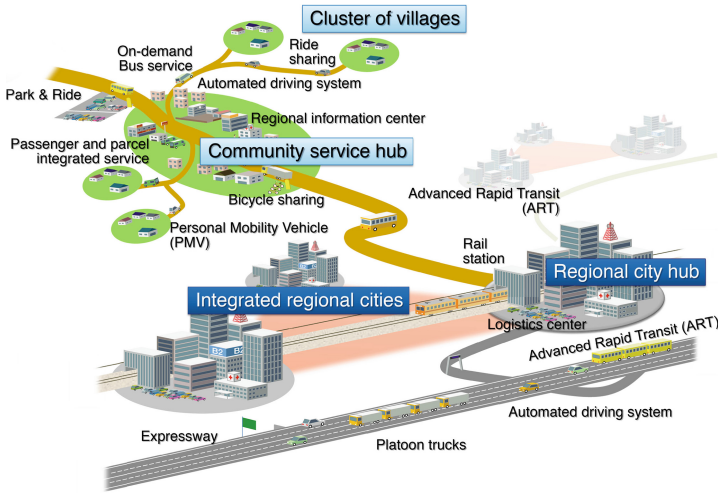 Cluster of villages
On-demand
Bus service
Ride
sharing
Automated driving system
Park & Ride
Regional information center
Passenger and parcel
integrated service
Community service hub
Bicycle sharing
Advanced Rapid Transit
(ART)
Personal Mobility Vehicle
(PMV)
Rail
station
Regional city hub
Integrated regional cities
Logistics center
Advanced Rapid Transit (ART)
B2 B2
Automated driving system
Expressway
Platoon trucks